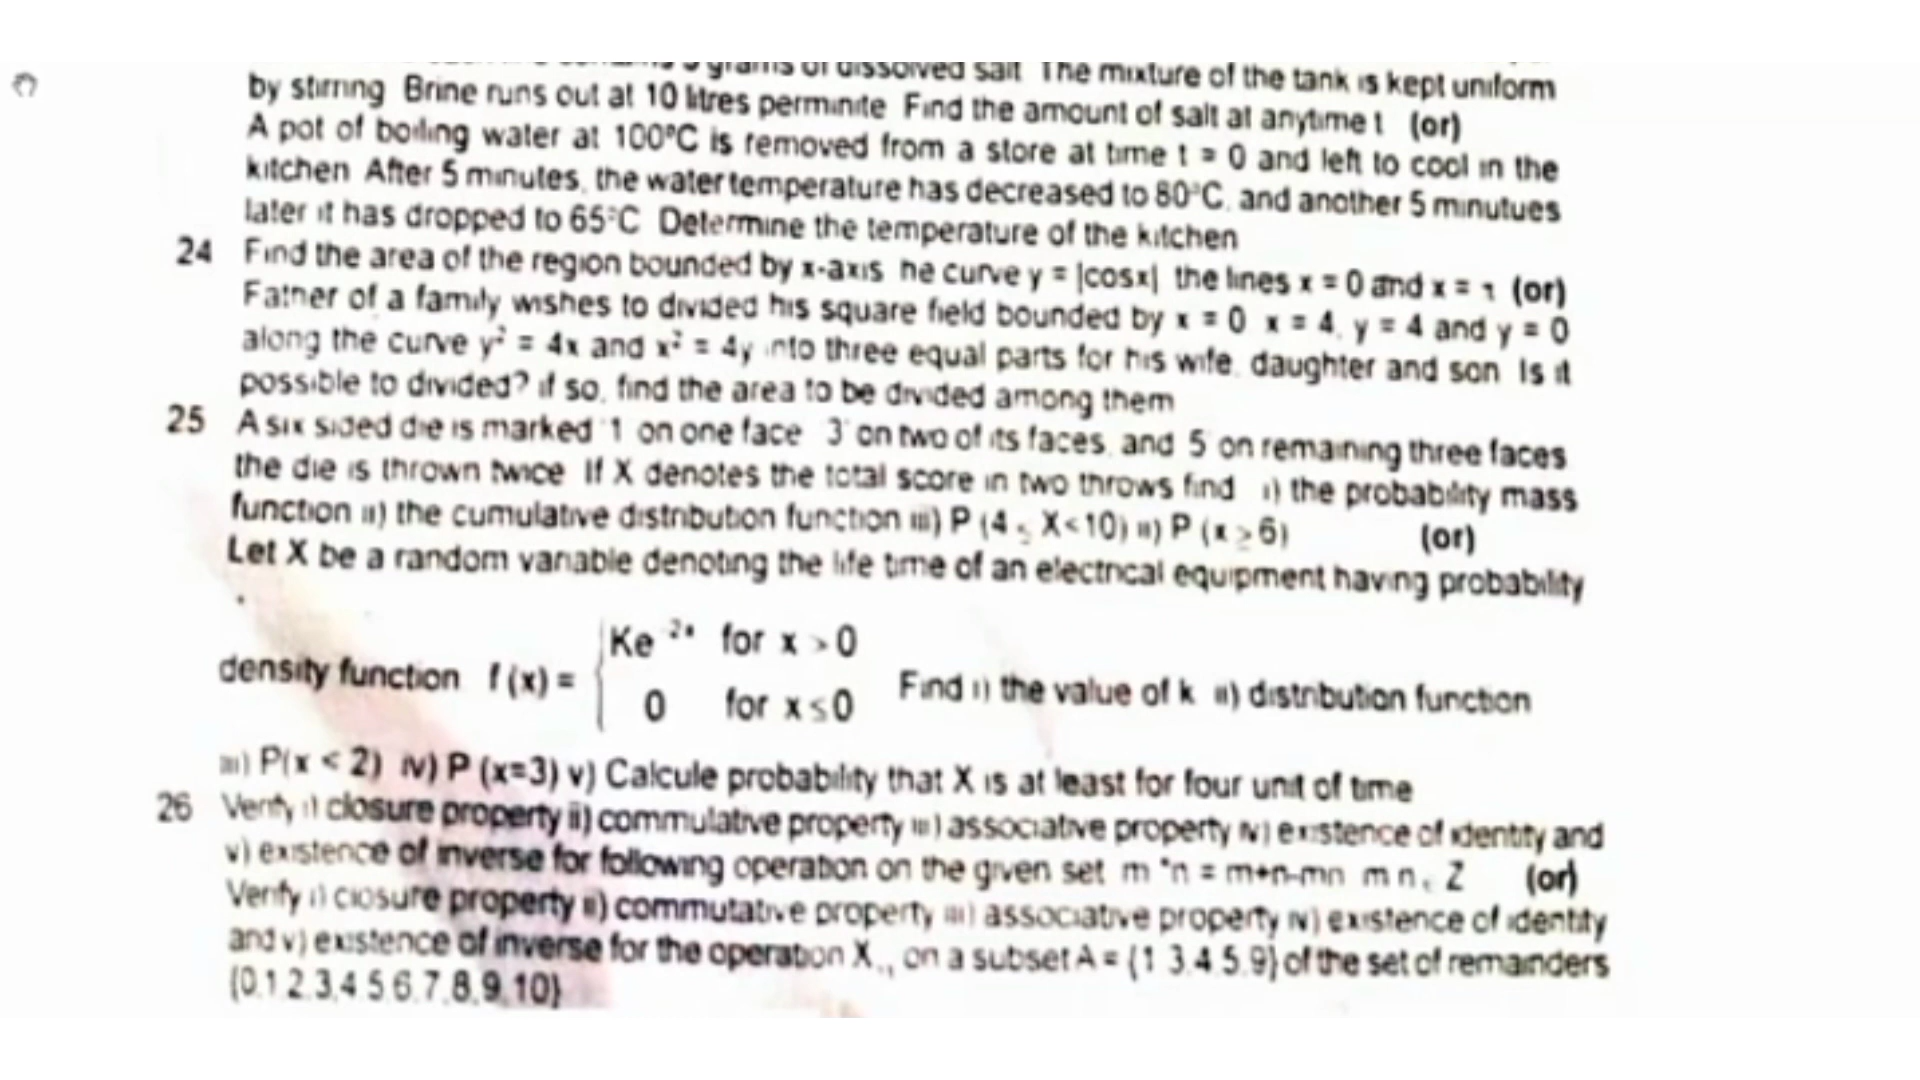 grams of dissolved salt The mixture of the tank is kept uniform
by stirring Brine runs out at 10 litres perminite Find the amount of salt at anytime t (or)
A pot of boiling water at 100°C is removed from a store at time t = 0 and left to cool in the
kitchen After 5 minutes, the water temperature has decreased to 80°C. and another 5 minutues
later it has dropped to 65°C Determine the temperature of the kitchen
24 Find the area of the region bounded by x-axis he curve y = |cosx| the lines x = 0 and x = (or)
Father of a family wishes to divided his square field bounded by x = 0 x = 4, y = 4 and y = 0
along the curve y² = 4x and x² = 4y into three equal parts for his wife, daughter and son Is it
possible to divided? if so, find the area to be divided among them
25 A six sided die is marked '1 on one face 3' on two of its faces, and 5 on remaining three faces
the die is thrown twice If X denotes the total score in two throws find i) the probability mass
function ii) the cumulative distribution function iii) P (4 ≤ X<10) P (x ≥ 6) (or)
Let X be a random variable denoting the life time of an electrical equipment having probability
density function f (x) = Ke⁻²ˣ for x > 0
0 for x ≤ 0 Find i) the value of k ii) distribution function
iii) P(x < 2) iv) P (x=3) v) Calcule probability that X is at least for four unit of time
26 Verify i) closure property ii) commulative property iii) associative property iv) existence of identity and
v) existence of inverse for following operation on the given set m *n = m+n-mn m n ϵ Z (or)
Verify i) closure property ii) commutative property iii) associative property iv) existence of identity
and v) existence of inverse for the operation X on a subset A = {1 3.4 5.9} of the set of remainders
{0.1 2.3,4 5 6.7.8.9.10}